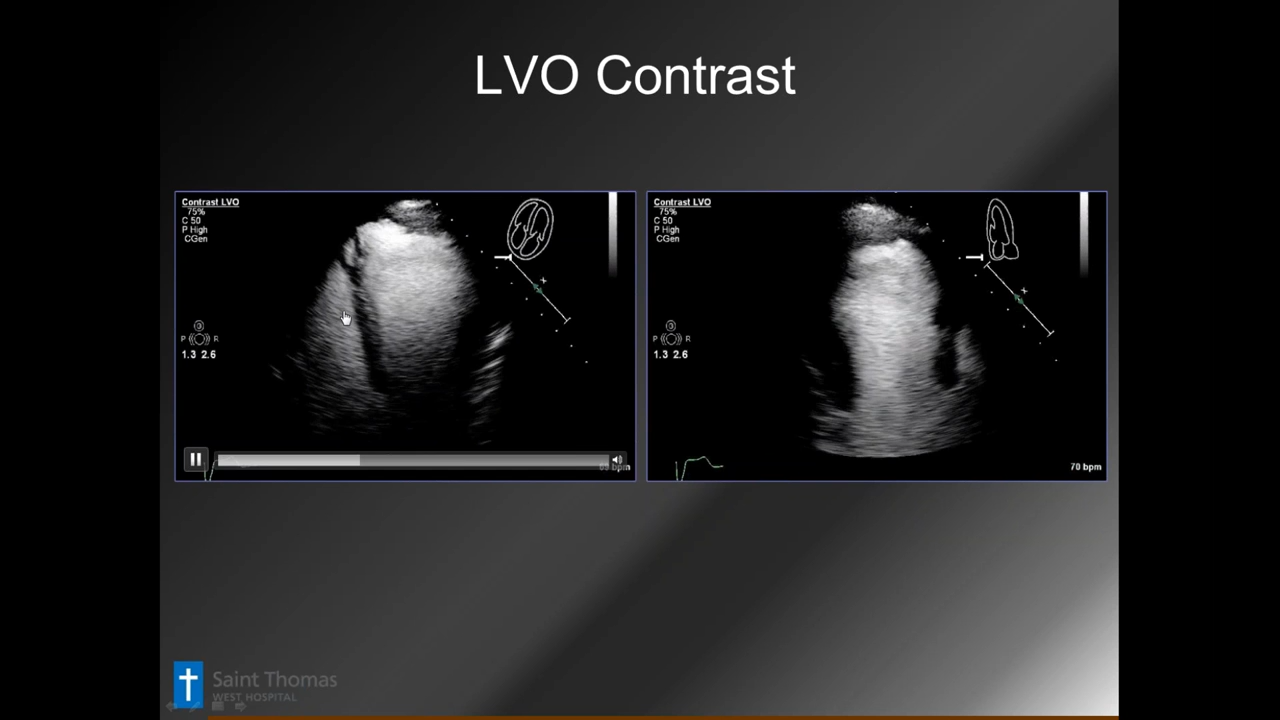 LVO Contrast
Contrast LVO
75%
C 50
P High
CGen
P R
1.3 2.6
Contrast LVO
75%
C 50
P High
CGen
P R
1.3 2.6
70 bpm
Saint Thomas
WEST HOSPITAL